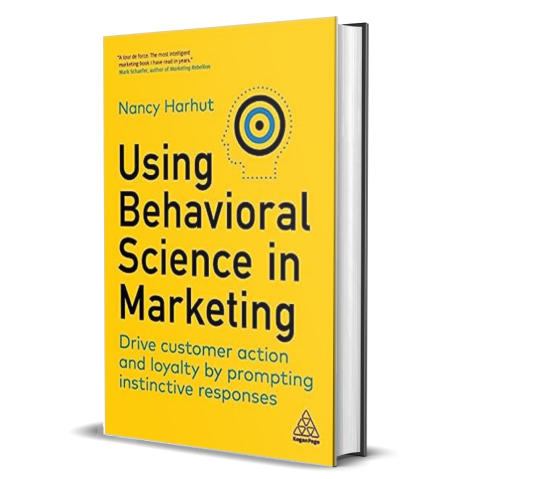 "A tour de force. The most intelligent
marketing book I have read in years."
Mark Schaefer, author of Marketing Rebellion
Nancy Harhut
Using
Behavioral
Science in
Marketing
Drive customer action
and loyalty by prompting
instinctive responses
KoganPage